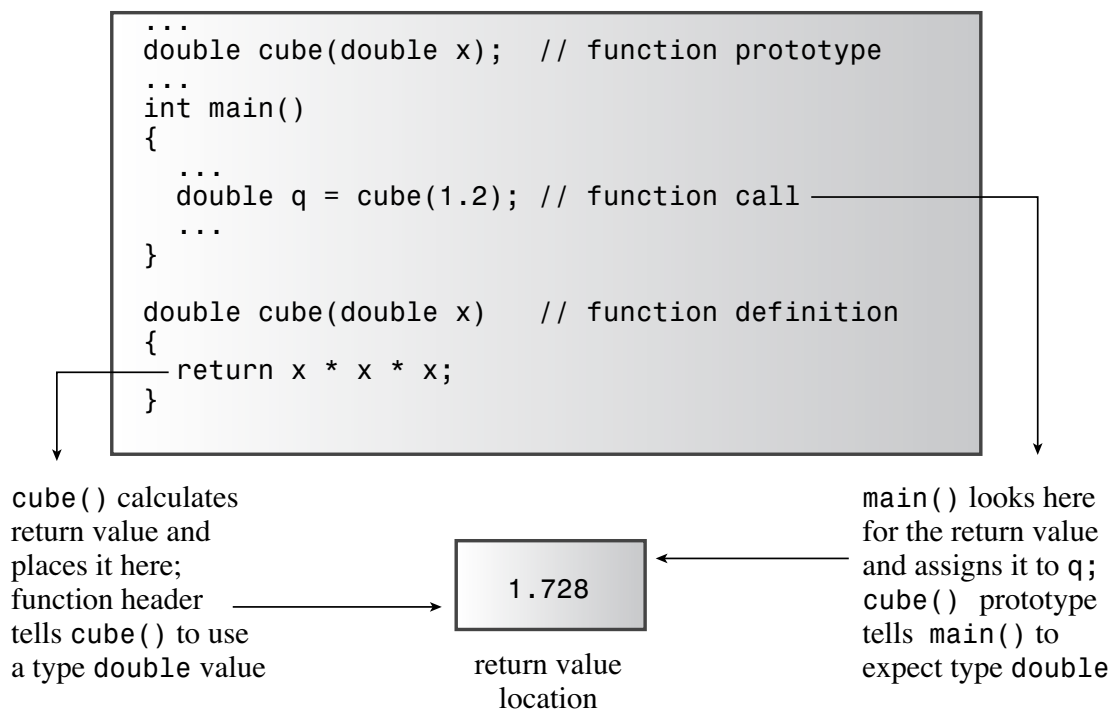 ...
double cube(double x);  // function prototype
...
int main()
{
  ...
  double q = cube(1.2); // function call
  ...
}
double cube(double x)   // function definition
{
  return x * x * x;
}
cube() calculates
return value and
places it here;
function header
tells cube() to use
a type double value
1.728
return value
location
main() looks here
for the return value
and assigns it to q;
cube() prototype
tells main() to
expect type double